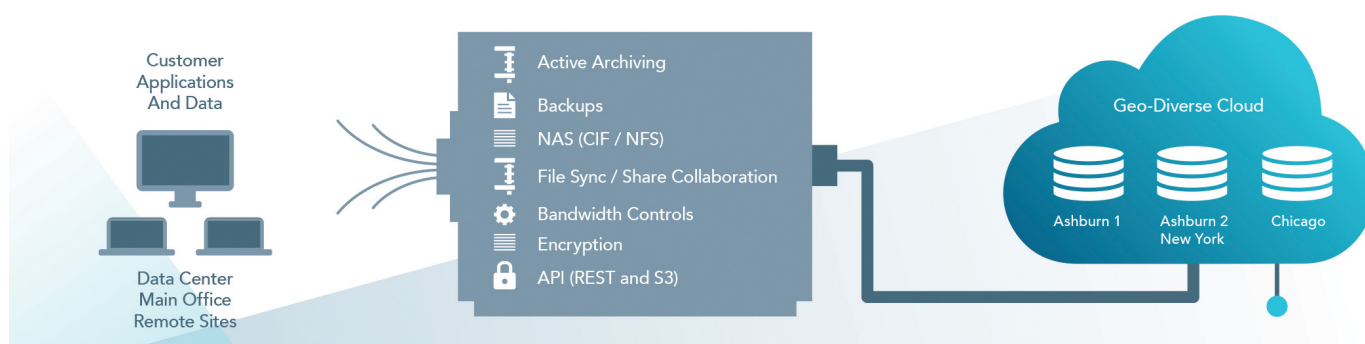 Customer
Applications
And Data
Data Center
Main Office
Remote Sites
Active Archiving
Backups
NAS (CIF / NFS)
File Sync / Share Collaboration
Bandwidth Controls
Encryption
API (REST and S3)
Geo-Diverse Cloud
Ashburn 1
Ashburn 2
New York
Chicago